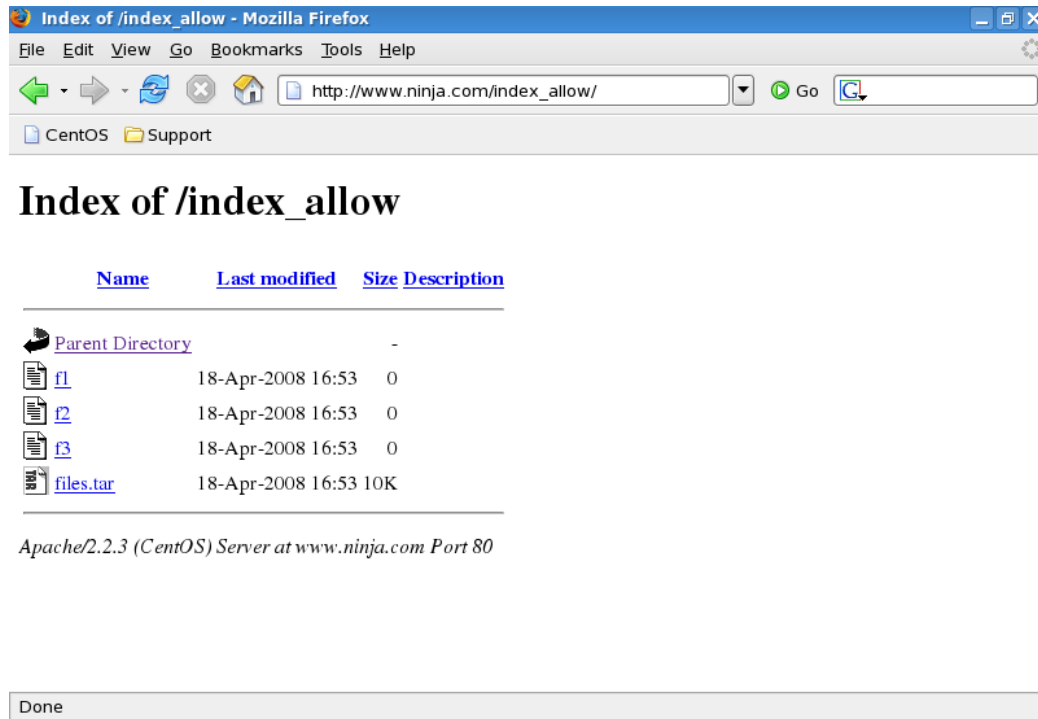 Index of /index_allow - Mozilla Firefox
File Edit View Go Bookmarks Tools Help
http://www.ninja.com/index_allow/ Go G
CentOS Support
Index of /index_allow
Name Last modified Size Description
Parent Directory -
f1 18-Apr-2008 16:53 0
f2 18-Apr-2008 16:53 0
f3 18-Apr-2008 16:53 0
TAR files.tar 18-Apr-2008 16:53 10K
Apache/2.2.3 (CentOS) Server at www.ninja.com Port 80
Done